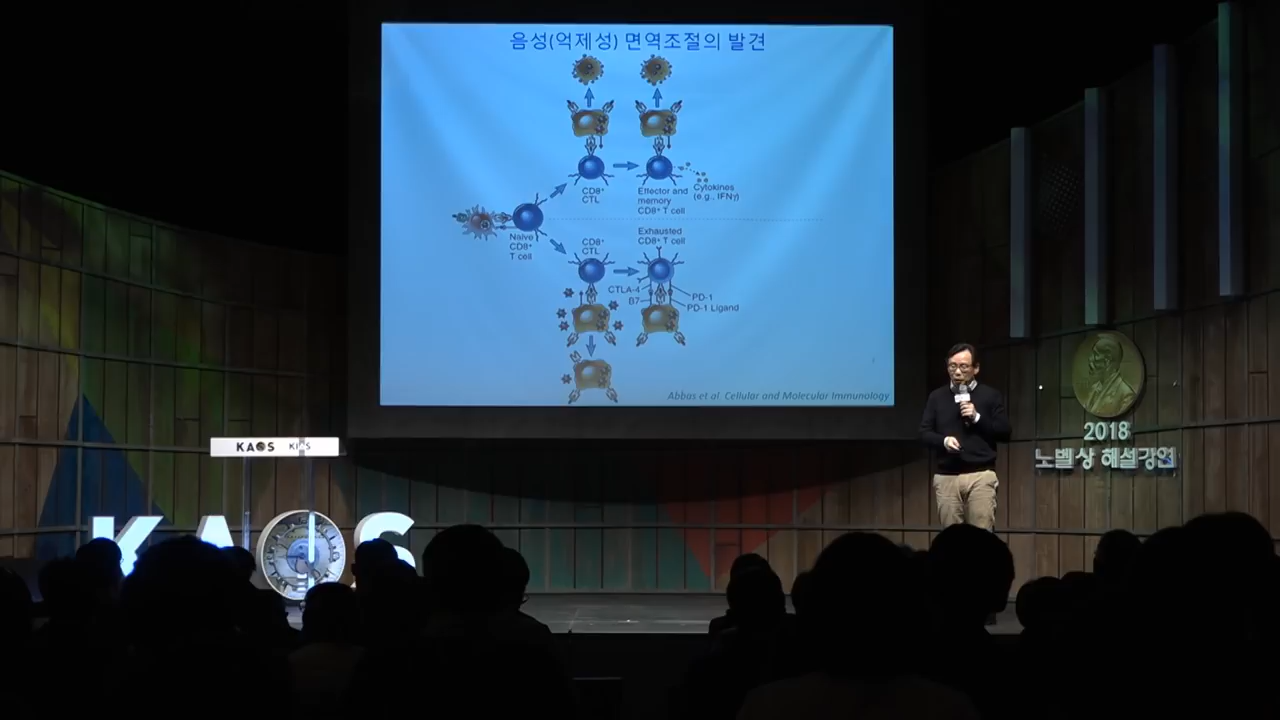 음성(억제성) 면역조절의 발견
CD8+
CTL
Effector and
memory
CD8+ T cell
Cytokines
(e.g., IFNγ)
Naive
CD8+
T cell
CD8+
CTL
Exhausted
CD8+ T cell
CTLA-4
B7
PD-1
PD-1 Ligand
Abbas et al Cellular and Molecular Immunology
KAOS KIAS
KAOS
2018
노벨상 해설강연